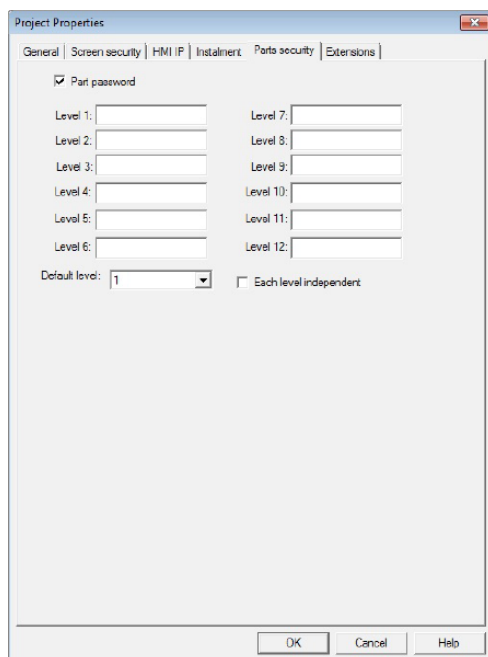 Project Properties
General Screen security HMI IP Instalment Parts security Extensions
Part password
Level 1: Level 7:
Level 2: Level 8:
Level 3: Level 9:
Level 4: Level 10:
Level 5: Level 11:
Level 6: Level 12:
Default level: 1 Each level independent
OK Cancel Help